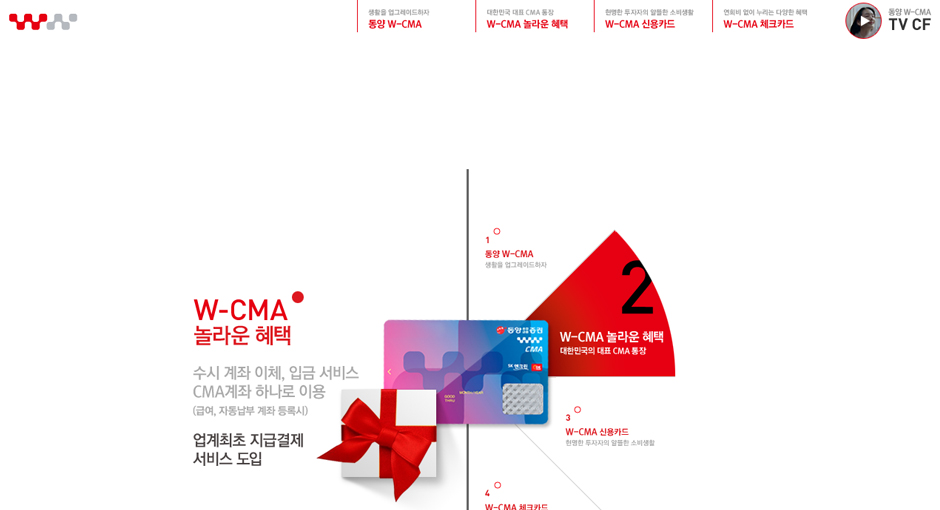 생활을 업그레이드하자
동양 W-CMA
대한민국 대표 CMA 통장
W-CMA 놀라운 혜택
현명한 투자자의 알뜰한 소비생활
W-CMA 신용카드
연회비 없이 누리는 다양한 혜택
W-CMA 체크카드
동양 W-CMA
TV CF
1
동양 W-CMA
생활을 업그레이드하자
2
W-CMA 놀라운 혜택
대한민국의 대표 CMA 통장
W-CMA
놀라운 혜택
수시 계좌 이체, 입금 서비스
CMA계좌 하나로 이용
(급여, 자동납부 계좌 등록시)
업계최초 지급결제
서비스 도입
동양종합금융증권
CMA
3
W-CMA 신용카드
현명한 투자자의 알뜰한 소비생활
4
W-CMA 체크카드